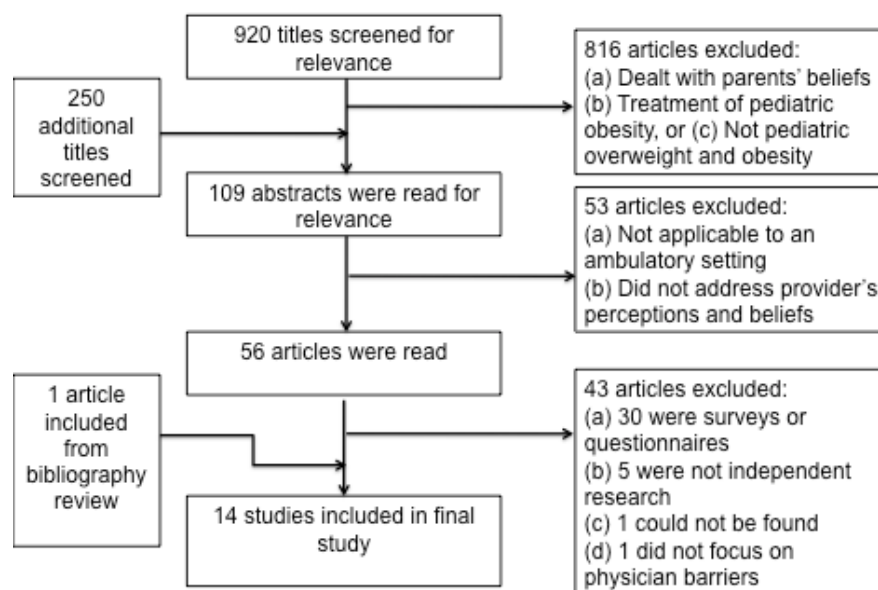 920 titles screened for
relevance
816 articles excluded:
(a) Dealt with parents' beliefs
(b) Treatment of pediatric
obesity, or (c) Not pediatric
overweight and obesity
250
additional
titles
screened
109 abstracts were read for
relevance
53 articles excluded:
(a) Not applicable to an
ambulatory setting
(b) Did not address provider's
perceptions and beliefs
56 articles were read
1 article
included
from
bibliography
review
43 articles excluded:
(a) 30 were surveys or
questionnaires
(b) 5 were not independent
research
(c) 1 could not be found
(d) 1 did not focus on
physician barriers
14 studies included in final
study